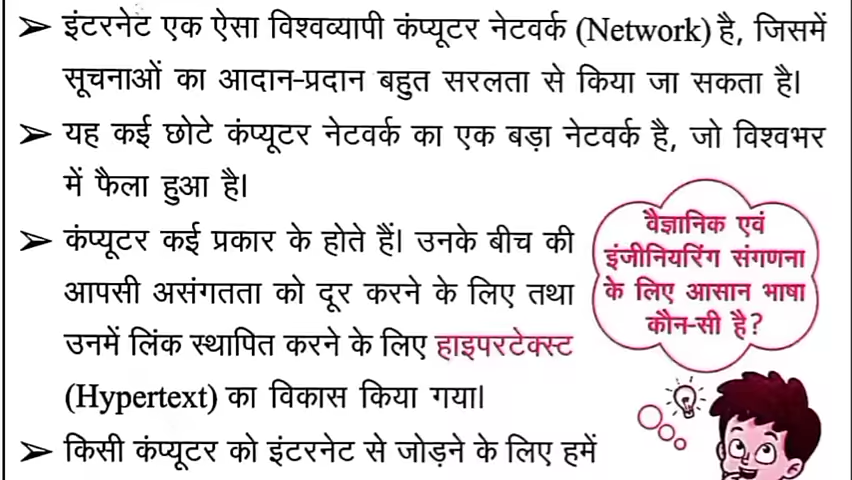 ➢ इंटरनेट एक ऐसा विश्वव्यापी कंप्यूटर नेटवर्क (Network) है, जिसमें
सूचनाओं का आदान-प्रदान बहुत सरलता से किया जा सकता है।
➢ यह कई छोटे कंप्यूटर नेटवर्क का एक बड़ा नेटवर्क है, जो विश्वभर
में फैला हुआ है।
➢ कंप्यूटर कई प्रकार के होते हैं। उनके बीच की
आपसी असंगतता को दूर करने के लिए तथा
उनमें लिंक स्थापित करने के लिए हाइपरटेक्स्ट
(Hypertext) का विकास किया गया।
➢ किसी कंप्यूटर को इंटरनेट से जोड़ने के लिए हमें
वैज्ञानिक एवं
इंजीनियरिंग संगणना
के लिए आसान भाषा
कौन-सी है?